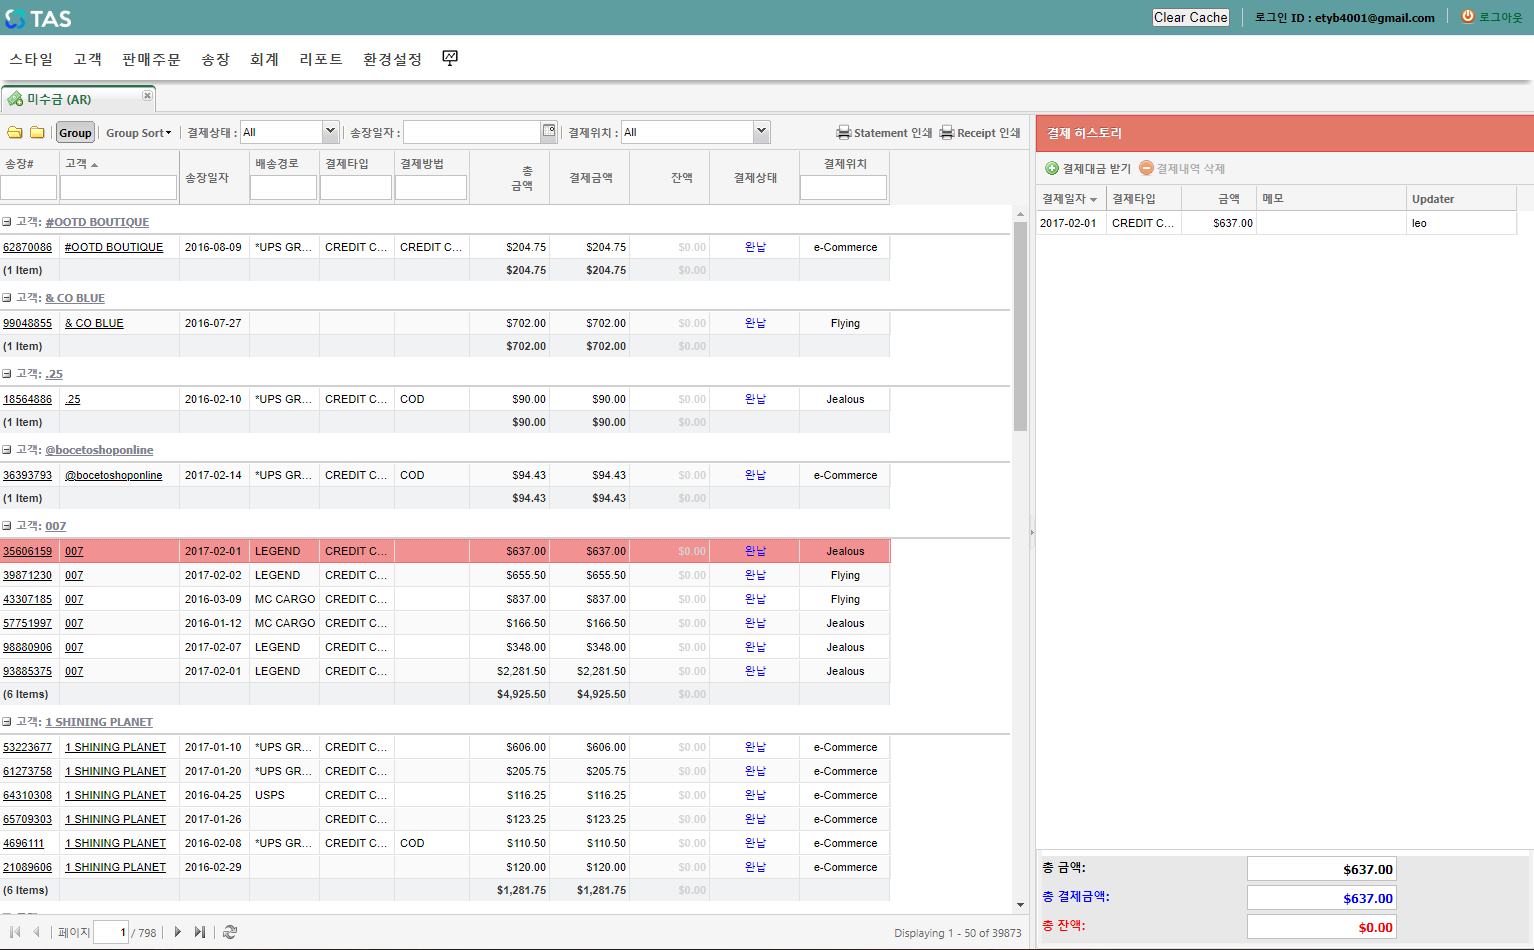 TAS
Clear Cache
로그인 ID : etyb4001@gmail.com
로그아웃
스타일 고객 판매주문 송장 회계 리포트 환경설정
미수금 (AR)
Group Group Sort 결제상태 : All 송장일자 : 결제위치 : All Statement 인쇄 Receipt 인쇄
송장# 고객 송장일자 배송경로 결제타입 결제방법 총 금액 결제금액 잔액 결제상태 결제위치
고객: #OOTD BOUTIQUE
62870086 #OOTD BOUTIQUE 2016-08-09 *UPS GR... CREDIT C... CREDIT C... $204.75 $204.75 $0.00 완납 e-Commerce
(1 Item) $204.75 $204.75 $0.00
고객: & CO BLUE
99048855 & CO BLUE 2016-07-27 $702.00 $702.00 $0.00 완납 Flying
(1 Item) $702.00 $702.00 $0.00
고객: .25
18564886 .25 2016-02-10 *UPS GR... CREDIT C... COD $90.00 $90.00 $0.00 완납 Jealous
(1 Item) $90.00 $90.00 $0.00
고객: @bocetoshoponline
36393793 @bocetoshoponline 2017-02-14 *UPS GR... CREDIT C... COD $94.43 $94.43 $0.00 완납 e-Commerce
(1 Item) $94.43 $94.43 $0.00
고객: 007
35606159 007 2017-02-01 LEGEND CREDIT C... $637.00 $637.00 $0.00 완납 Jealous
39871230 007 2017-02-02 LEGEND CREDIT C... $655.50 $655.50 $0.00 완납 Flying
43307185 007 2016-03-09 MC CARGO CREDIT C... $837.00 $837.00 $0.00 완납 Flying
57751997 007 2016-01-12 MC CARGO CREDIT C... $166.50 $166.50 $0.00 완납 Jealous
98880906 007 2017-02-07 LEGEND CREDIT C... $348.00 $348.00 $0.00 완납 Jealous
93885375 007 2017-02-01 LEGEND CREDIT C... $2,281.50 $2,281.50 $0.00 완납 Jealous
(6 Items) $4,925.50 $4,925.50 $0.00
고객: 1 SHINING PLANET
53223677 1 SHINING PLANET 2017-01-10 *UPS GR... CREDIT C... $606.00 $606.00 $0.00 완납 e-Commerce
61273758 1 SHINING PLANET 2017-01-20 *UPS GR... CREDIT C... $205.75 $205.75 $0.00 완납 e-Commerce
64310308 1 SHINING PLANET 2016-04-25 USPS CREDIT C... $116.25 $116.25 $0.00 완납 e-Commerce
65709303 1 SHINING PLANET 2017-01-26 CREDIT C... $123.25 $123.25 $0.00 완납 e-Commerce
4696111 1 SHINING PLANET 2016-02-08 *UPS GR... CREDIT C... COD $110.50 $110.50 $0.00 완납 e-Commerce
21089606 1 SHINING PLANET 2016-02-29 $120.00 $120.00 $0.00 완납 e-Commerce
(6 Items) $1,281.75 $1,281.75 $0.00
페이지 1 / 798 Displaying 1 - 50 of 39873
결제 히스토리
결제대금 받기 결제내역 삭제
결제일자 결제타입 금액 메모 Updater
2017-02-01 CREDIT C... $637.00 leo
총 금액: $637.00
총 결제금액: $637.00
총 잔액: $0.00